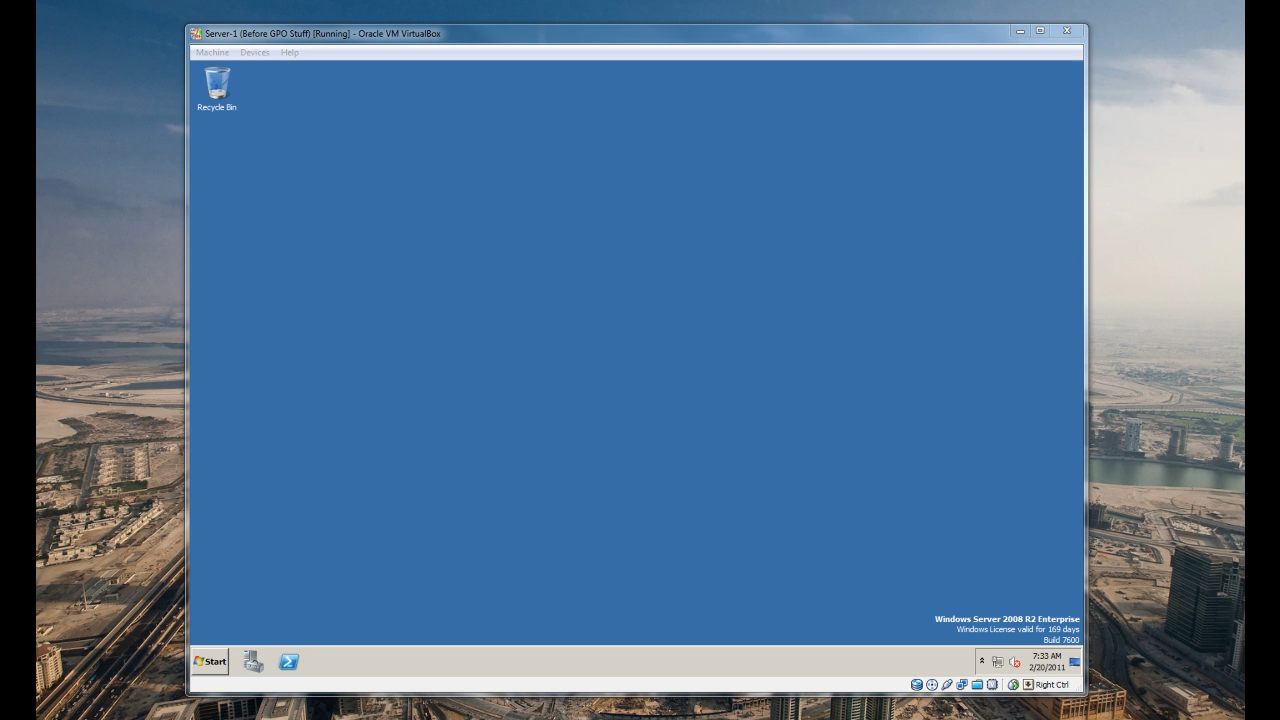 Server-1 (Before GPO Stuff) [Running] - Oracle VM VirtualBox
Machine Devices Help
Recycle Bin
Windows Server 2008 R2 Enterprise
Windows License valid for 169 days
Build 7600
Start
7:33 AM
2/20/2011
Right Ctrl